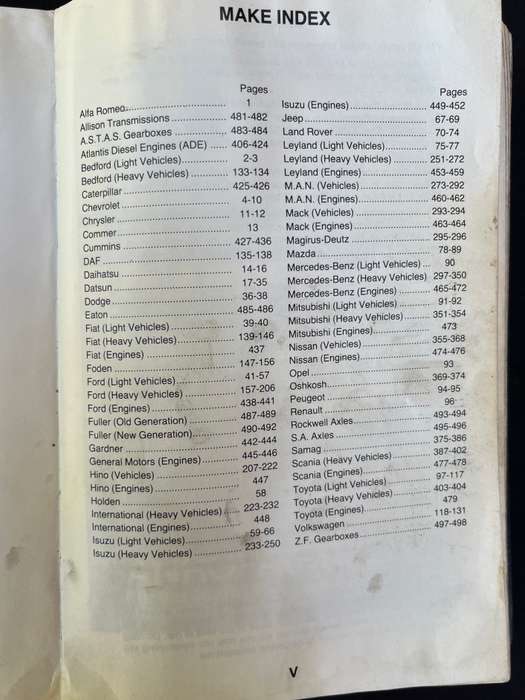 MAKE INDEX
Pages
Alfa Romeo 1
Allison Transmissions 481-482
A.S.T.A.S. Gearboxes 483-484
Atlantis Diesel Engines (ADE) 406-424
Bedford (Light Vehicles) 2-3
Bedford (Heavy Vehicles) 133-134
Caterpillar 425-426
Chevrolet 4-10
Chrysler 11-12
Commer 13
Cummins 427-436
DAF 135-138
Daihatsu 14-16
Datsun 17-35
Dodge 36-38
Eaton 485-486
Fiat (Light Vehicles) 39-40
Fiat (Heavy Vehicles) 139-146
Fiat (Engines) 437
Foden 147-156
Ford (Light Vehicles) 41-57
Ford (Heavy Vehicles) 157-206
Ford (Engines) 438-441
Fuller (Old Generation) 487-489
Fuller (New Generation) 490-492
Gardner 442-444
General Motors (Engines) 445-446
Hino (Vehicles) 207-222
Hino (Engines) 447
Holden 58
International (Heavy Vehicles) 223-232
International (Engines) 448
Isuzu (Light Vehicles) 59-66
Isuzu (Heavy Vehicles) 233-250
Pages
Isuzu (Engines) 449-452
Jeep 67-69
Land Rover 70-74
Leyland (Light Vehicles) 75-77
Leyland (Heavy Vehicles) 251-272
Leyland (Engines) 453-459
M.A.N. (Vehicles) 273-292
M.A.N. (Engines) 460-462
Mack (Vehicles) 293-294
Mack (Engines) 463-464
Magirus-Deutz 295-296
Mazda 78-89
Mercedes-Benz (Light Vehicles) 90
Mercedes-Benz (Heavy Vehicles) 297-350
Mercedes-Benz (Engines) 465-472
Mitsubishi (Light Vehicles) 91-92
Mitsubishi (Heavy Vehicles) 351-354
Mitsubishi (Engines) 473
Nissan (Vehicles) 355-368
Nissan (Engines) 474-476
Opel 93
Oshkosh 369-374
Peugeot 94-95
Renault 96
Rockwell Axles 493-494
S.A. Axles 495-496
Samag 375-386
Scania (Heavy Vehicles) 387-402
Scania (Engines) 477-478
Toyota (Light Vehicles) 97-117
Toyota (Heavy Vehicles) 403-404
Toyota (Engines) 479
Volkswagen 118-131
Z.F. Gearboxes 497-498
V